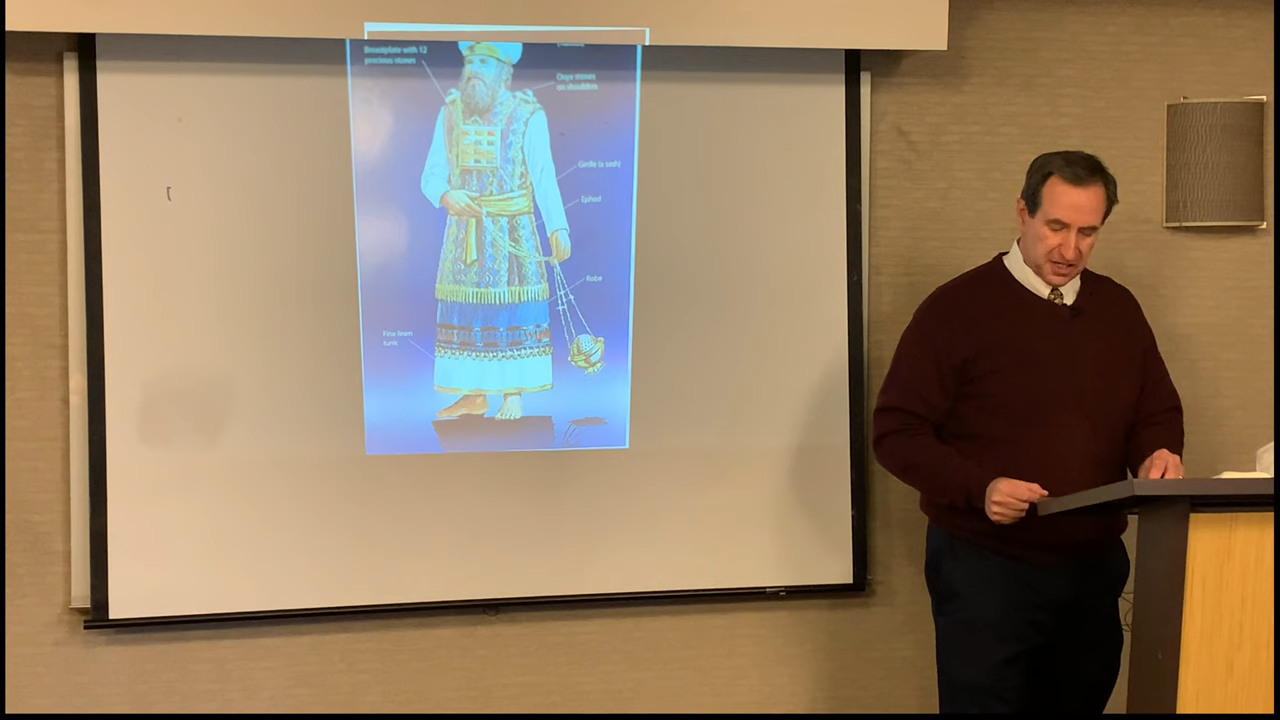 Breastplate with 12
precious stones
Onyx stones
on shoulders
Girdle (a sash)
Ephod
Robe
Fine linen
tunic